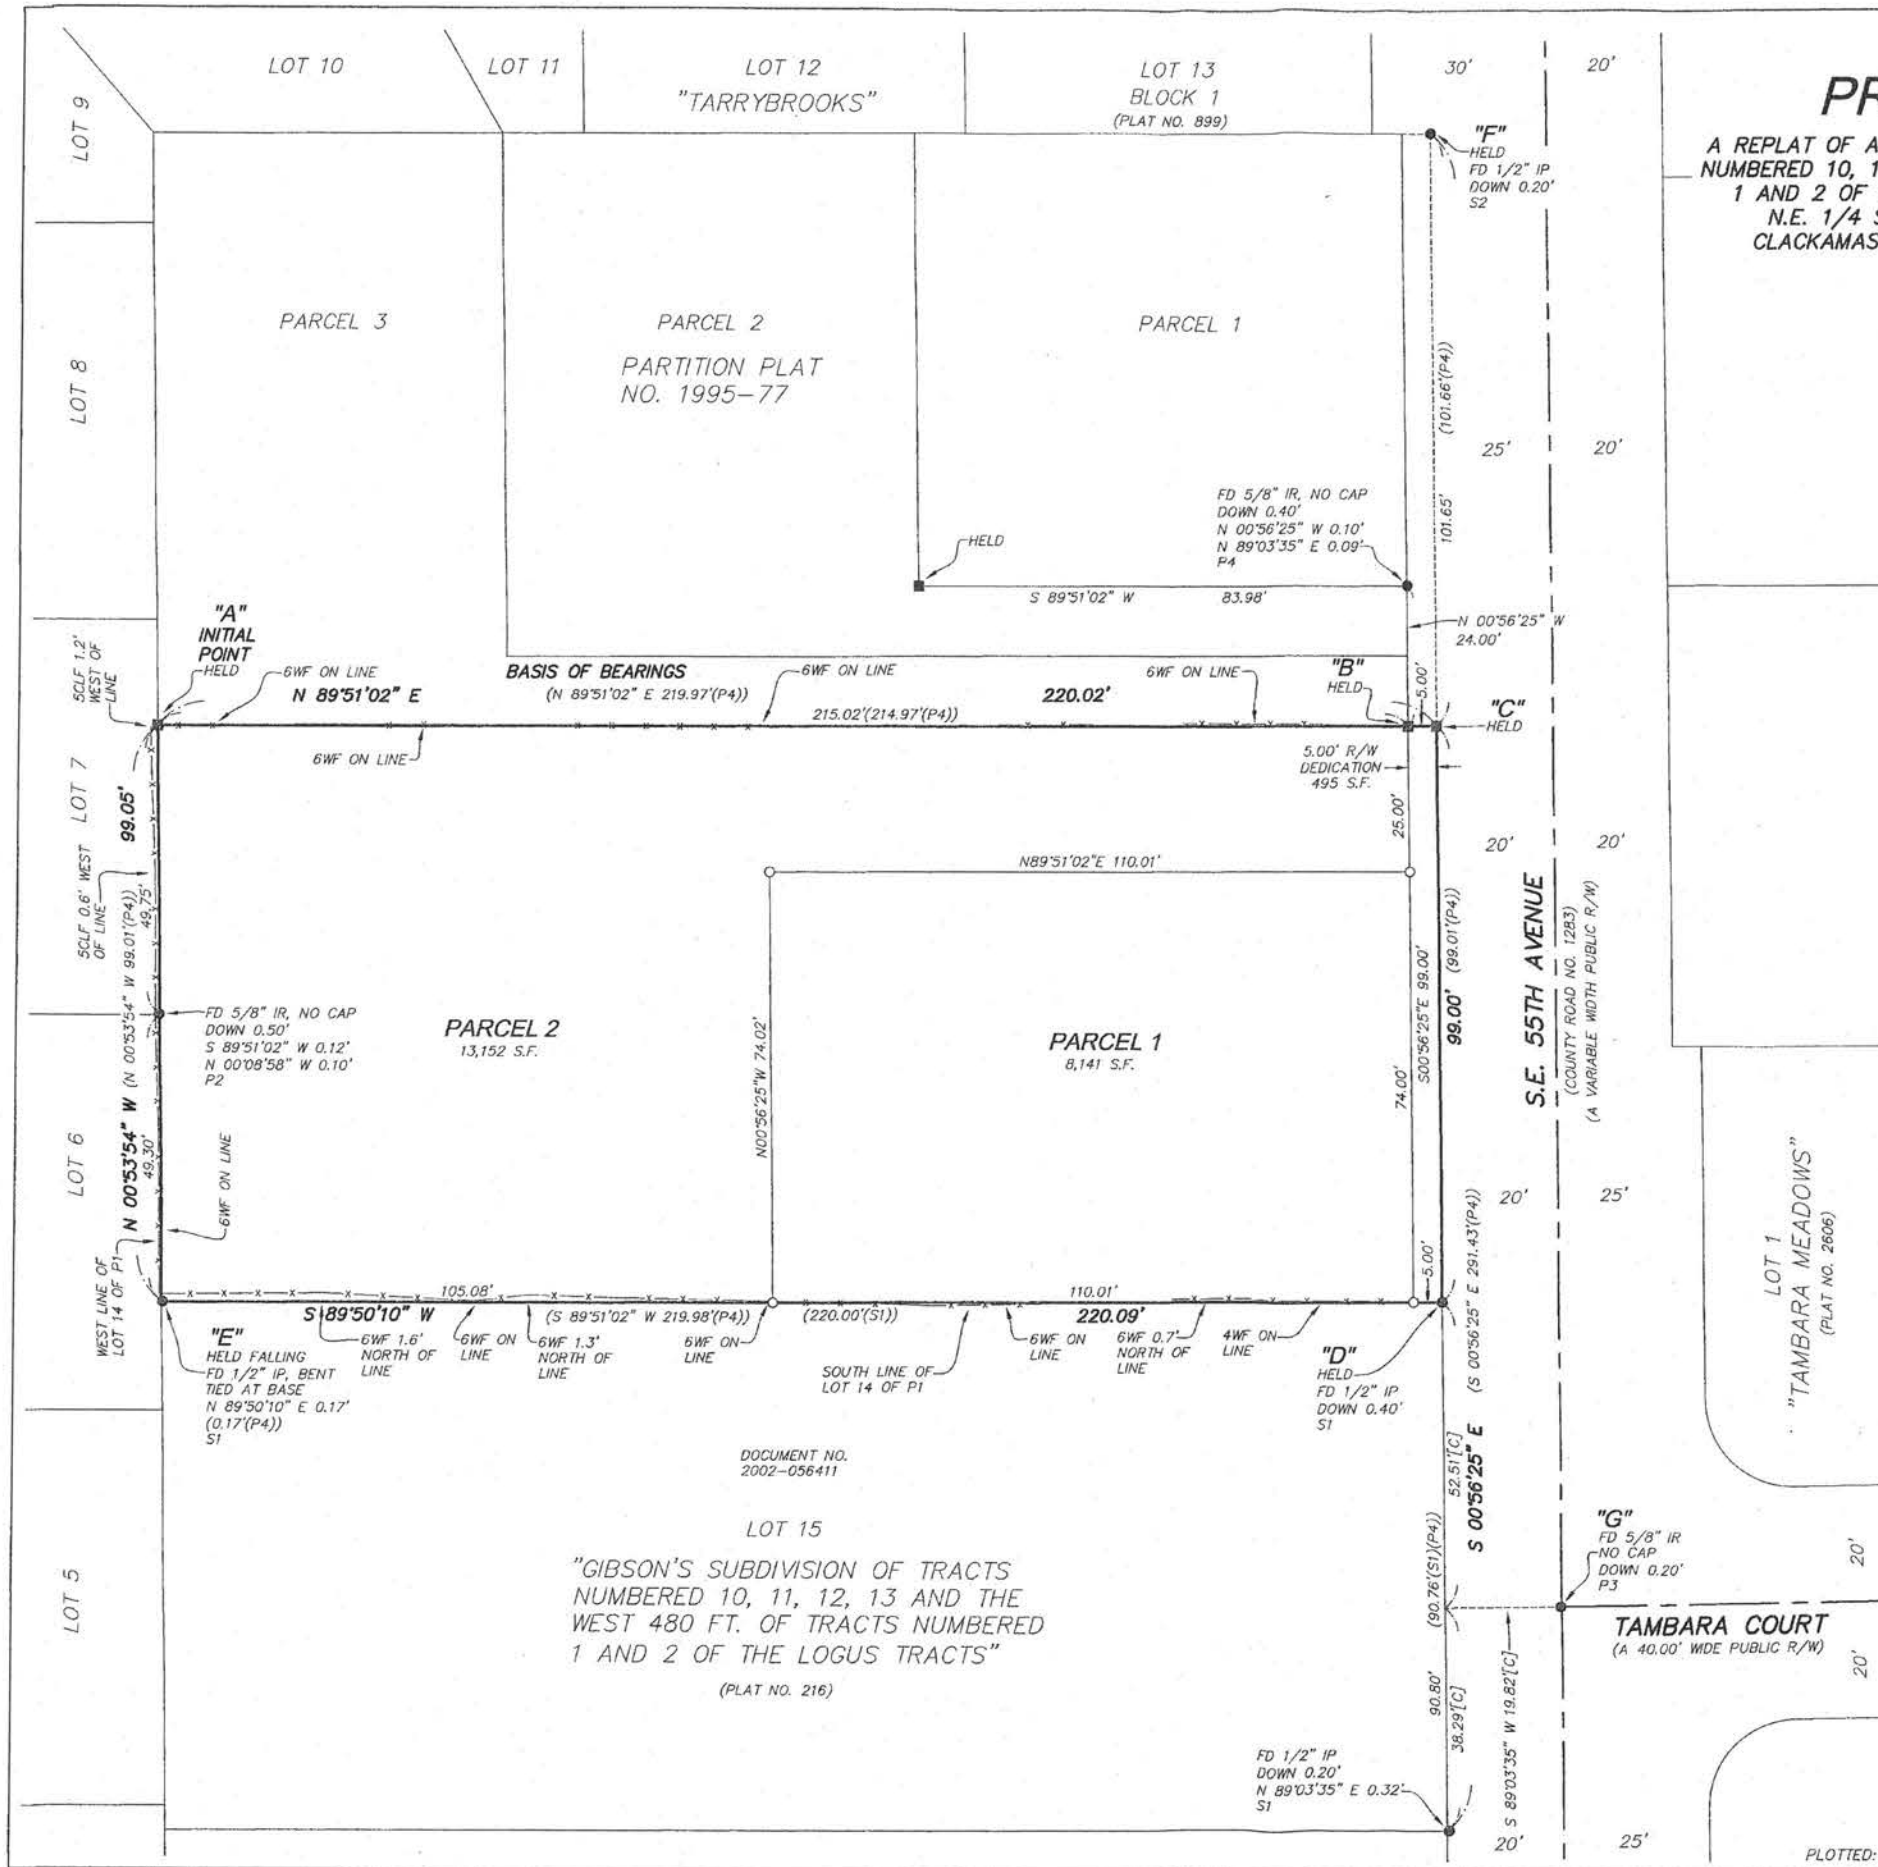 LOT 10
LOT 11
LOT 12
"TARRYBROOKS"
LOT 13
BLOCK 1
(PLAT NO. 899)
30'
20'
PR
A REPLAT OF A
NUMBERED 10, 1
1 AND 2 OF
N.E. 1/4 S
CLACKAMAS
LOT 9
"F"
HELD
FD 1/2" IP
DOWN 0.20'
S2
PARCEL 3
PARCEL 2
PARTITION PLAT
NO. 1995-77
PARCEL 1
LOT 8
(101.66'(P4))
101.65'
25'
20'
FD 5/8" IR, NO CAP
DOWN 0.40'
N 00°56'25" W 0.10'
N 89°03'35" E 0.09'
P4
HELD
S 89°51'02" W 83.98'
N 00°56'25" W
24.00'
"A"
INITIAL
POINT
HELD
5CLF 1.2'
WEST OF
LINE
6WF ON LINE
N 89°51'02" E
BASIS OF BEARINGS
(N 89°51'02" E 219.97'(P4))
6WF ON LINE
215.02'(214.97'(P4))
220.02'
6WF ON LINE
"B"
HELD
5.00'
"C"
HELD
6WF ON LINE
5.00' R/W
DEDICATION
495 S.F.
LOT 7
99.05'
5CLF 0.6' WEST
OF LINE
49.75'
25.00'
N89°51'02"E 110.01'
20'
20'
S.E. 55TH AVENUE
(COUNTY ROAD NO. 1283)
(A VARIABLE WIDTH PUBLIC R/W)
99.00' (99.01'(P4))
S00°56'25"E 99.00'
74.00'
N 00°53'54" W (N 00°53'54" W 99.01'(P4))
FD 5/8" IR, NO CAP
DOWN 0.50'
S 89°51'02" W 0.12'
N 00°08'58" W 0.10'
P2
PARCEL 2
13,152 S.F.
N00°56'25"W 74.02'
PARCEL 1
8,141 S.F.
LOT 6
49.30'
6WF ON LINE
WEST LINE OF
LOT 14 OF P1
20'
25'
LOT 1
"TAMBARA MEADOWS"
(PLAT NO. 2606)
105.08'
S 89°50'10" W
(S 89°51'02" W 219.98'(P4))
110.01'
(220.00'(S1))
220.09'
5.00'
"E"
HELD FALLING
FD 1/2" IP, BENT
TIED AT BASE
N 89°50'10" E 0.17'
(0.17'(P4))
S1
6WF 1.6'
NORTH OF
LINE
6WF ON
LINE
6WF 1.3'
NORTH OF
LINE
6WF ON
LINE
SOUTH LINE OF
LOT 14 OF P1
6WF ON
LINE
6WF 0.7'
NORTH OF
LINE
4WF ON
LINE
"D"
HELD
FD 1/2" IP
DOWN 0.40'
S1
S 00°56'25" E (S 00°56'25" E 291.43'(P4))
52.51'[C]
DOCUMENT NO.
2002-056411
LOT 15
"GIBSON'S SUBDIVISION OF TRACTS
NUMBERED 10, 11, 12, 13 AND THE
WEST 480 FT. OF TRACTS NUMBERED
1 AND 2 OF THE LOGUS TRACTS"
(PLAT NO. 216)
LOT 5
90.80' (90.76'(S1)(P4))
38.29'[C]
S 89°03'35" W 19.82'[C]
"G"
FD 5/8" IR
NO CAP
DOWN 0.20'
P3
20'
TAMBARA COURT
(A 40.00' WIDE PUBLIC R/W)
20'
FD 1/2" IP
DOWN 0.20'
N 89°03'35" E 0.32'
S1
20'
25'
PLOTTED: